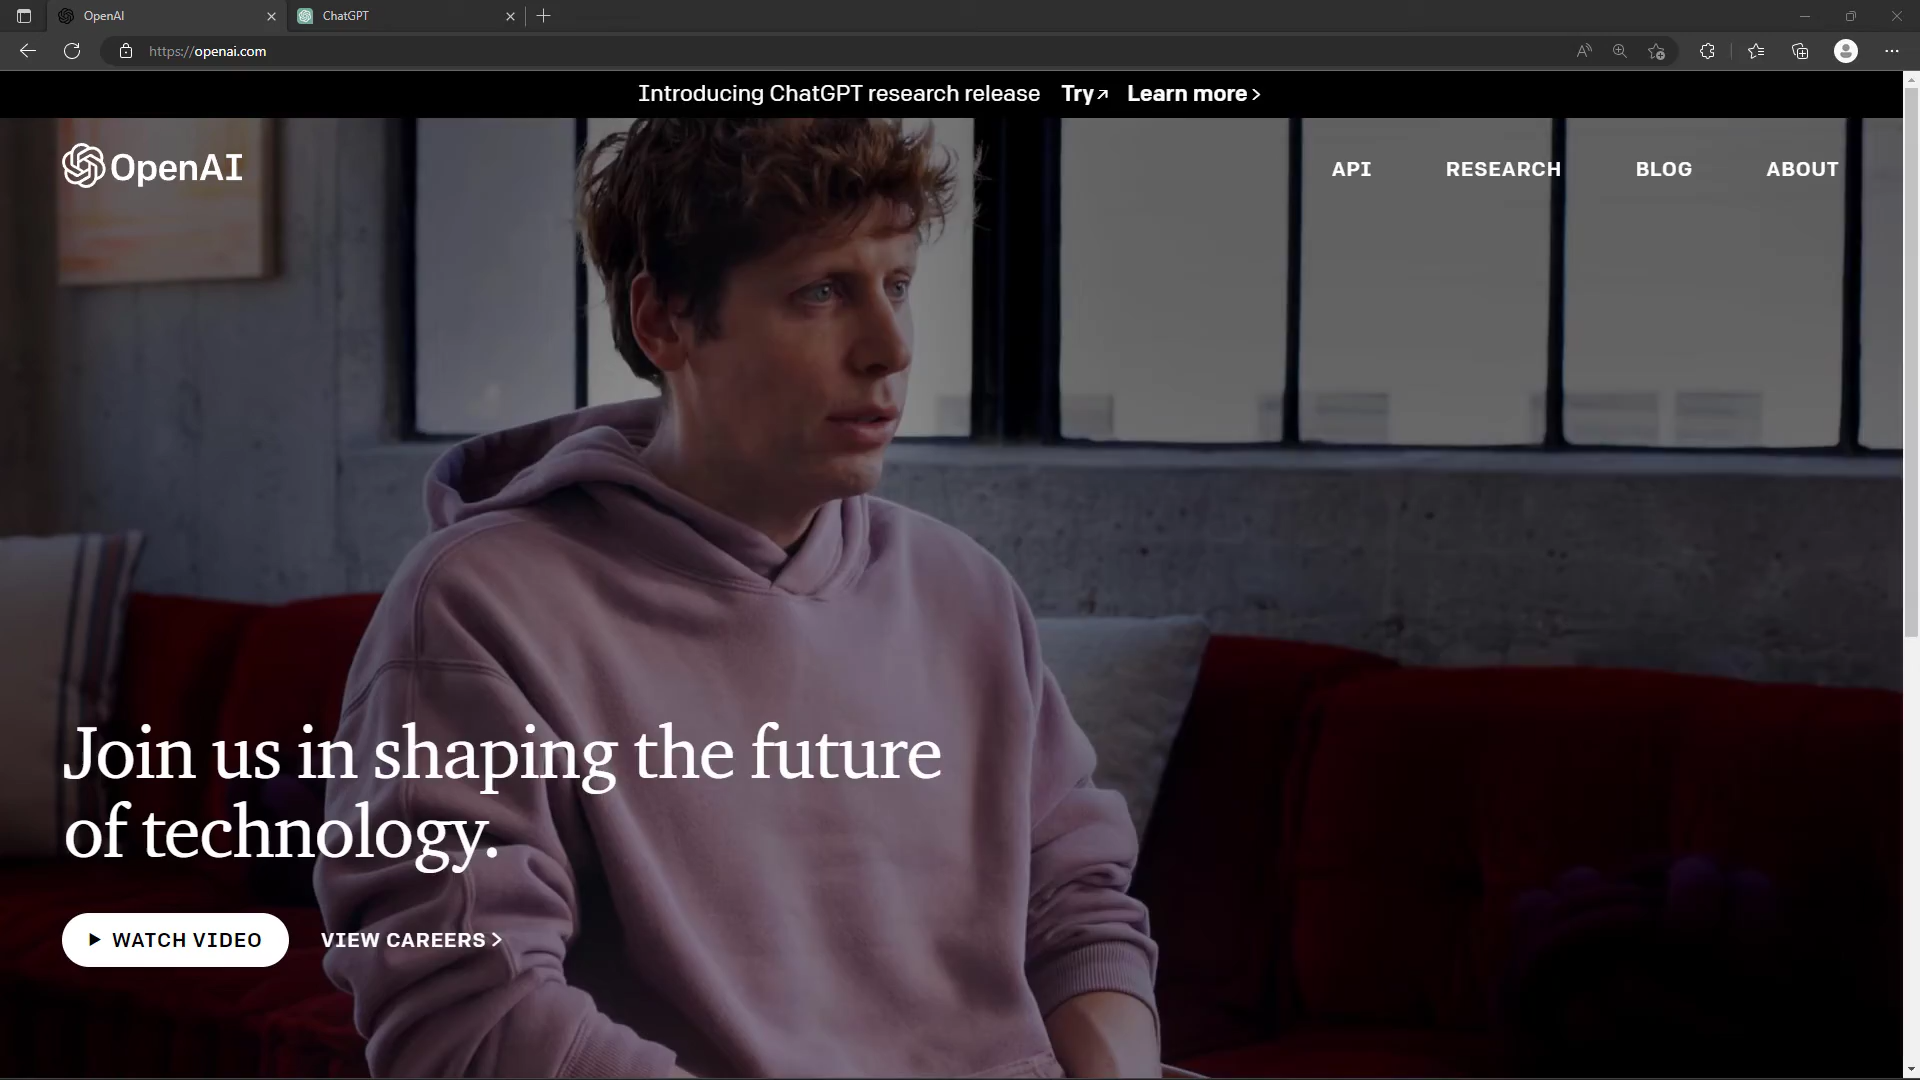 OpenAI
ChatGPT
https://openai.com
Introducing ChatGPT research release Try↗ Learn more >
OpenAI
API RESEARCH BLOG ABOUT
Join us in shaping the future
of technology.
WATCH VIDEO VIEW CAREERS >